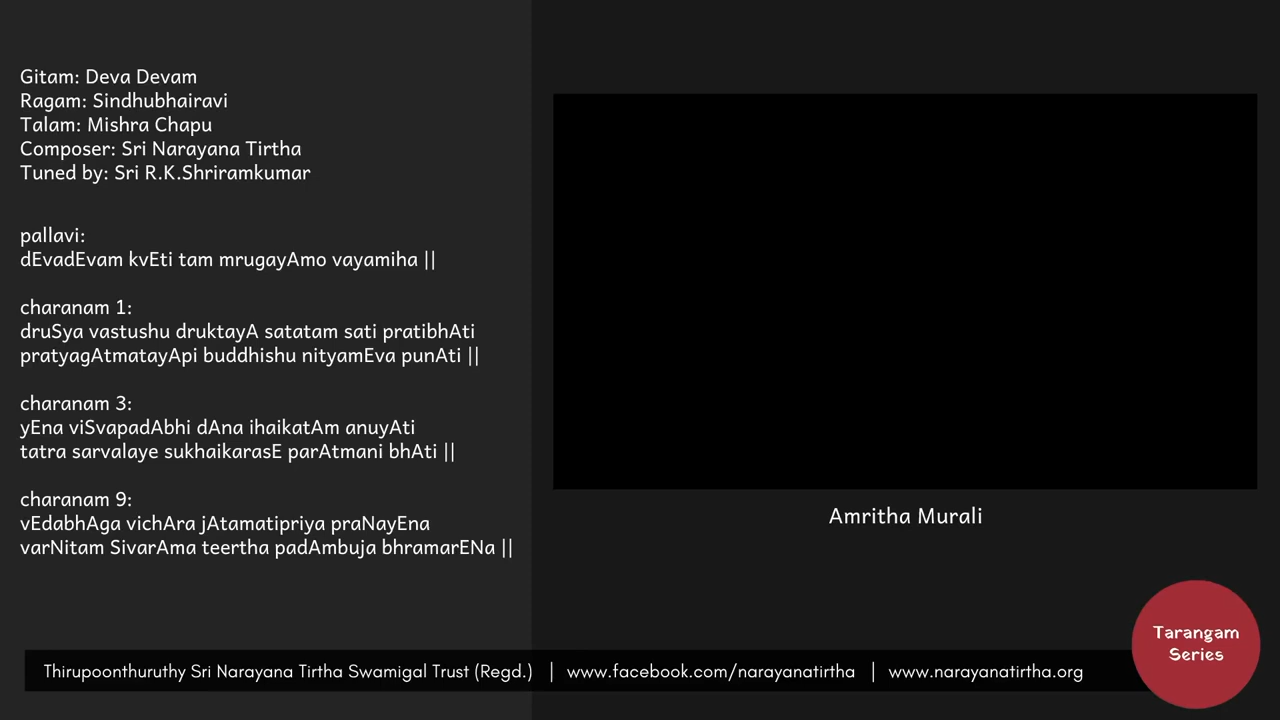 Gitam: Deva Devam
Ragam: Sindhubhairavi
Talam: Mishra Chapu
Composer: Sri Narayana Tirtha
Tuned by: Sri R.K.Shriramkumar
pallavi:
dEvadEvam kvEti tam mrugayAmo vayamiha ||
charanam 1:
druSya vastushu druktayA satatam sati pratibhAti
pratyagAtmatayApi buddhishu nityamEva punAti ||
charanam 3:
yEna viSvapadAbhi dAna ihaikatAm anuyAti
tatra sarvalaye sukhaikarasE parAtmani bhAti ||
charanam 9:
vEdabhAga vichAra jAtamatipriya praNayEna
varNitam SivarAma teertha padAmbuja bhramarENa ||
Amritha Murali
Tarangam
Series
Thirupoonthuruthy Sri Narayana Tirtha Swamigal Trust (Regd.) | www.facebook.com/narayanatirtha | www.narayanatirtha.org